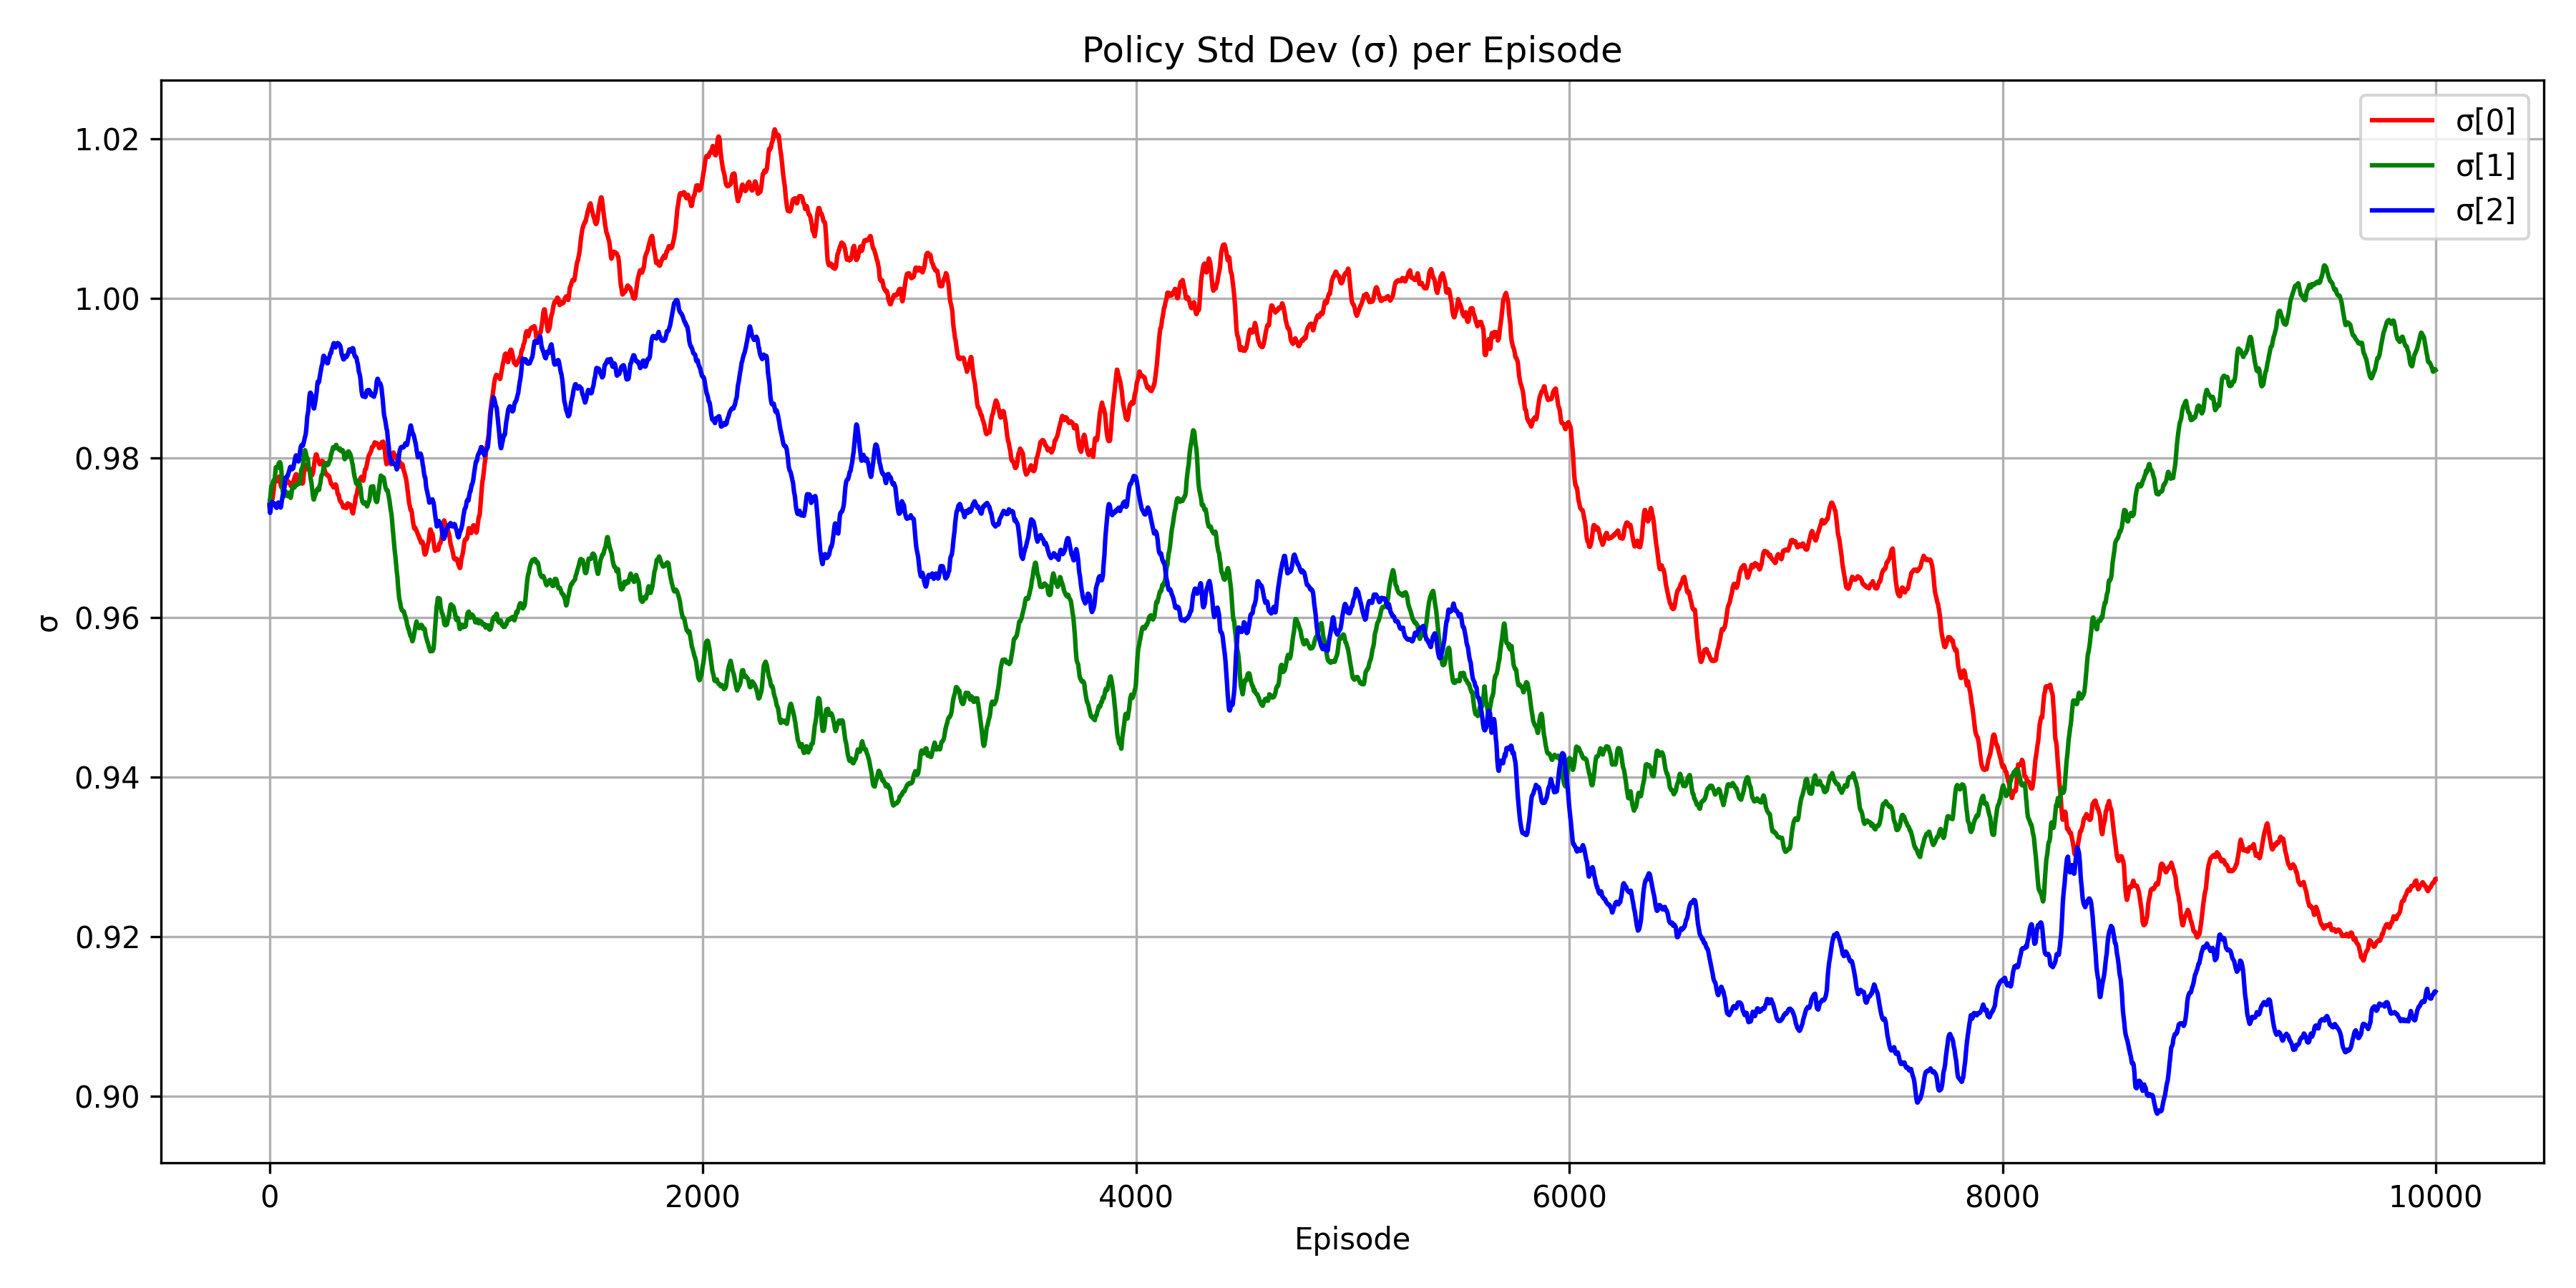 Policy Std Dev (σ) per Episode
σ[0]
σ[1]
σ[2]
1.02
1.00
0.98
0.96
0.94
0.92
0.90
σ
0
2000
4000
6000
8000
10000
Episode